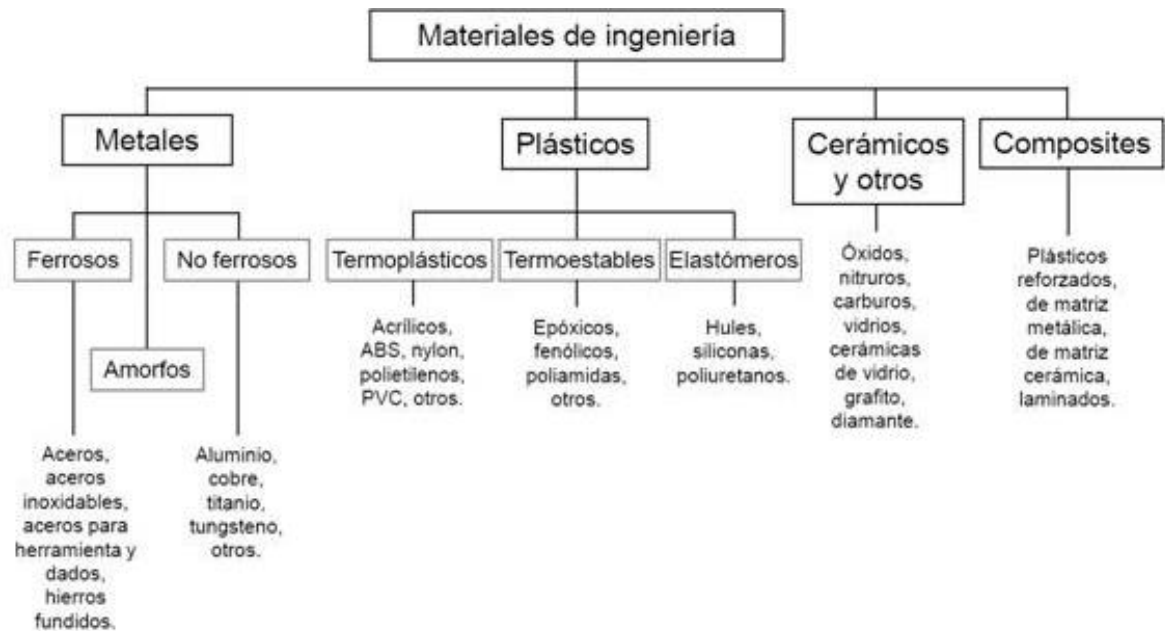 Materiales de ingeniería
Metales
Plásticos
Cerámicos
y otros
Composites
Ferrosos
No ferrosos
Amorfos
Termoplásticos
Termoestables
Elastómeros
Aceros,
aceros
inoxidables,
aceros para
herramienta y
dados,
hierros
fundidos.
Aluminio,
cobre,
titanio,
tungsteno,
otros.
Acrílicos,
ABS, nylon,
polietilenos,
PVC, otros.
Epóxicos,
fenólicos,
poliamidas,
otros.
Hules,
siliconas,
poliuretanos.
Óxidos,
nitruros,
carburos,
vidrios,
cerámicas
de vidrio,
grafito,
diamante.
Plásticos
reforzados,
de matriz
metálica,
de matriz
cerámica,
laminados.